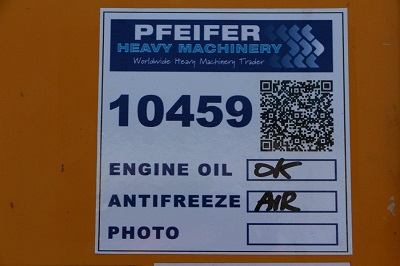 PFEIFER
HEAVY MACHINERY
Worldwide Heavy Machinery Trader
10459
ENGINE OIL OK
ANTIFREEZE AIR
PHOTO